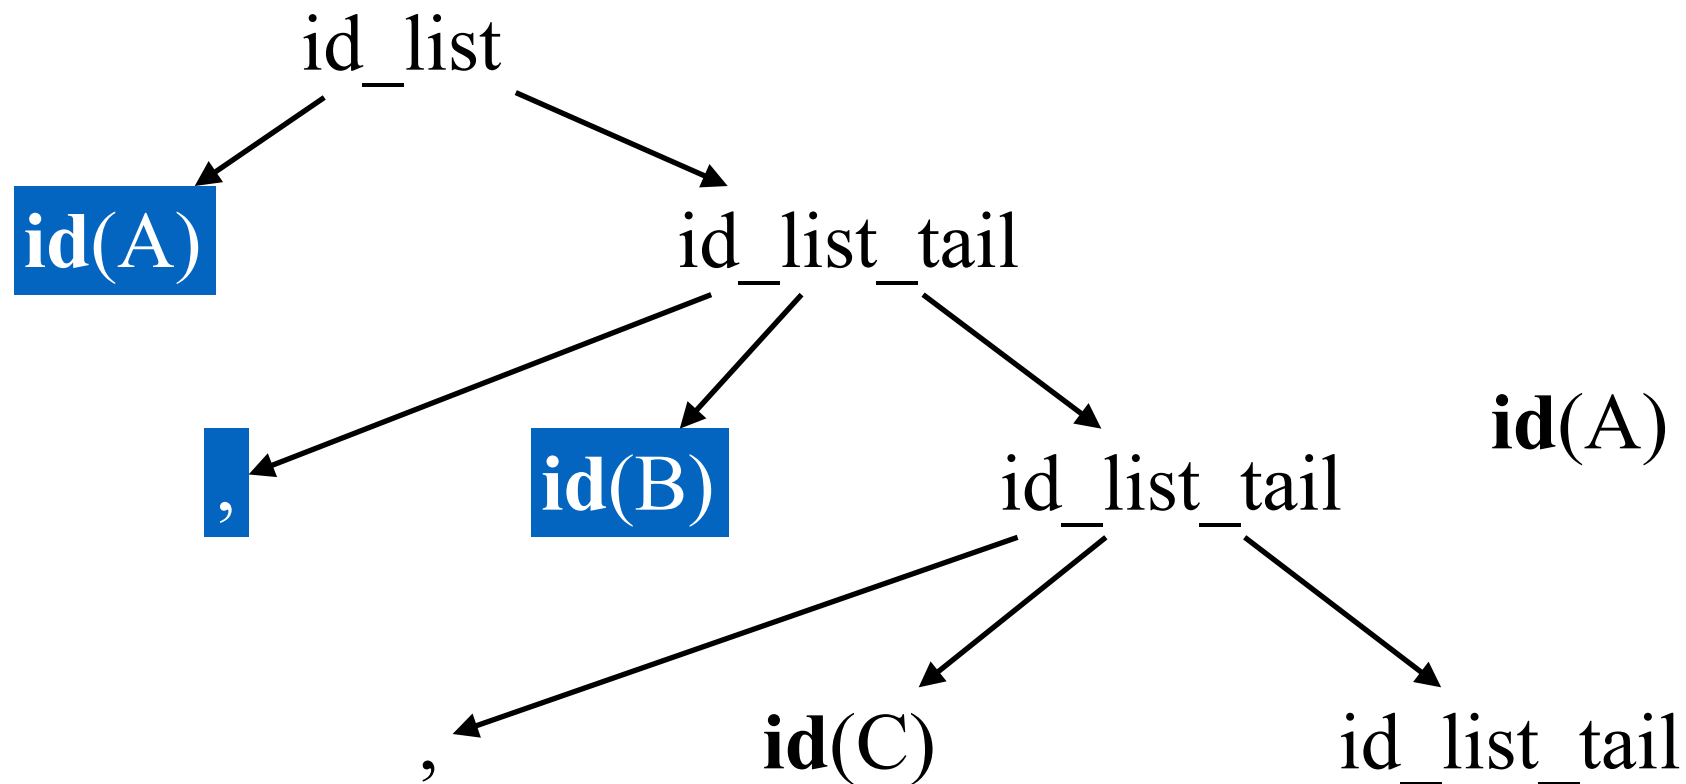 id_list
id(A)
id_list_tail
id(A)
,
id(B)
id_list_tail
,
id(C)
id_list_tail